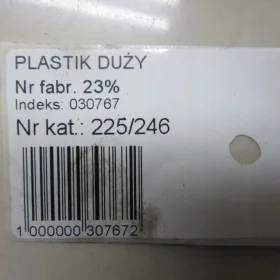 PLASTIK DUŻY
Nr fabr. 23%
Indeks: 030767
Nr kat.: 225/246
1 000000 307672